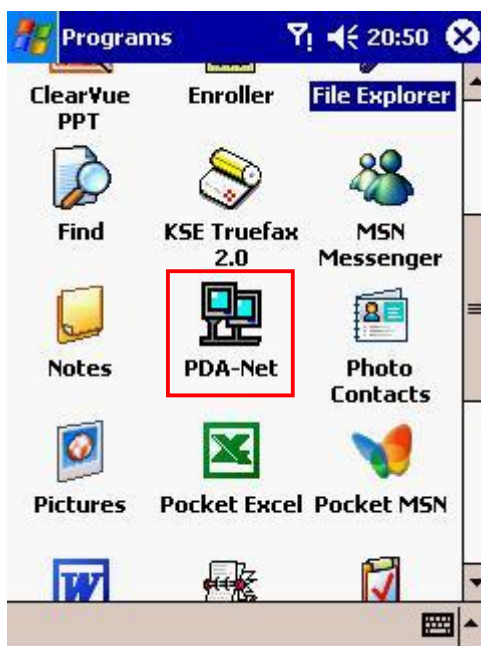 Programs 20:50
ClearVue Enroller File Explorer
PPT
Find KSE Truefax MSN
2.0 Messenger
Notes PDA-Net Photo
Contacts
Pictures Pocket Excel Pocket MSN